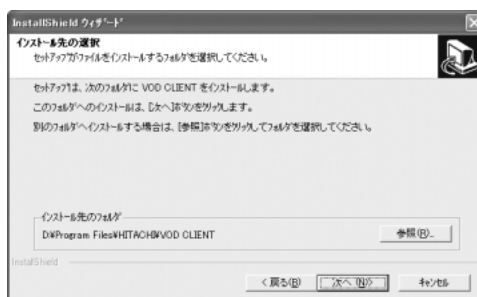 InstallShield ウィザード
インストール先の選択
セットアップがファイルをインストールするフォルダを選択してください。
セットアップは、次のフォルダに VOD CLIENT をインストールします。
このフォルダへのインストールは、[次へ]ボタンをクリックします。
別のフォルダへインストールする場合は、[参照]ボタンをクリックしてフォルダを選択してください。
インストール先のフォルダ
D:¥Program Files¥HITACHI¥VOD CLIENT
参照(R)...
InstallShield
< 戻る(B)
次へ(N)>
キャンセル